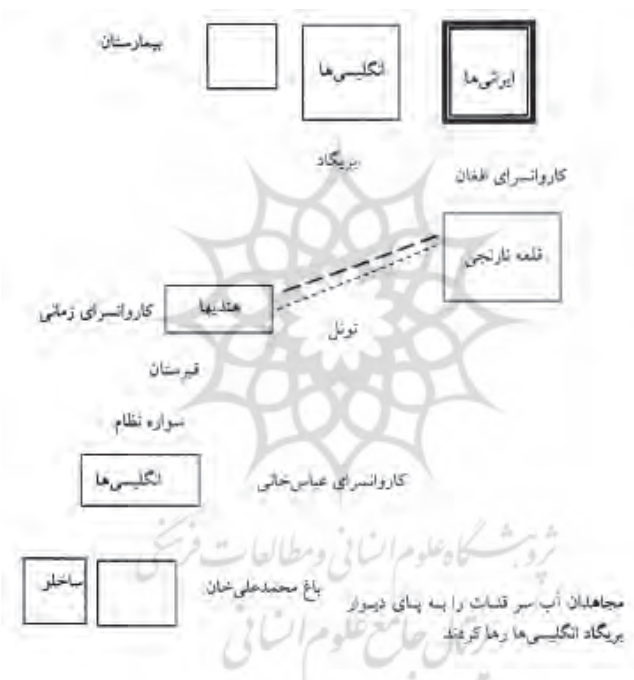 بیمارستان
انگلیسی‌ها
ایرانی‌ها
بریگاد
کاروانسرای افغان
قلعه نارنجی
هندیها
کاروانسرای زمانی
تونل
قبرستان
سواره نظام
انگلیسی‌ها
کاروانسرای عباس‌خانی
پژوهشگاه علوم انسانی و مطالعات فرهنگی
ساخلو
باغ محمدعلی‌خان
مجاهدان آب سر قنات را به پای دیوار
بریگاد انگلیسی‌ها رها کردند
پرتال جامع علوم انسانی